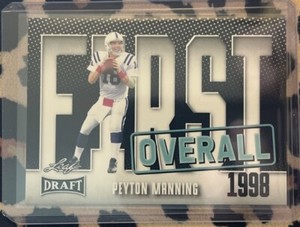 FIRST
18
OVERALL
Leaf
DRAFT
PEYTON MANNING
1998